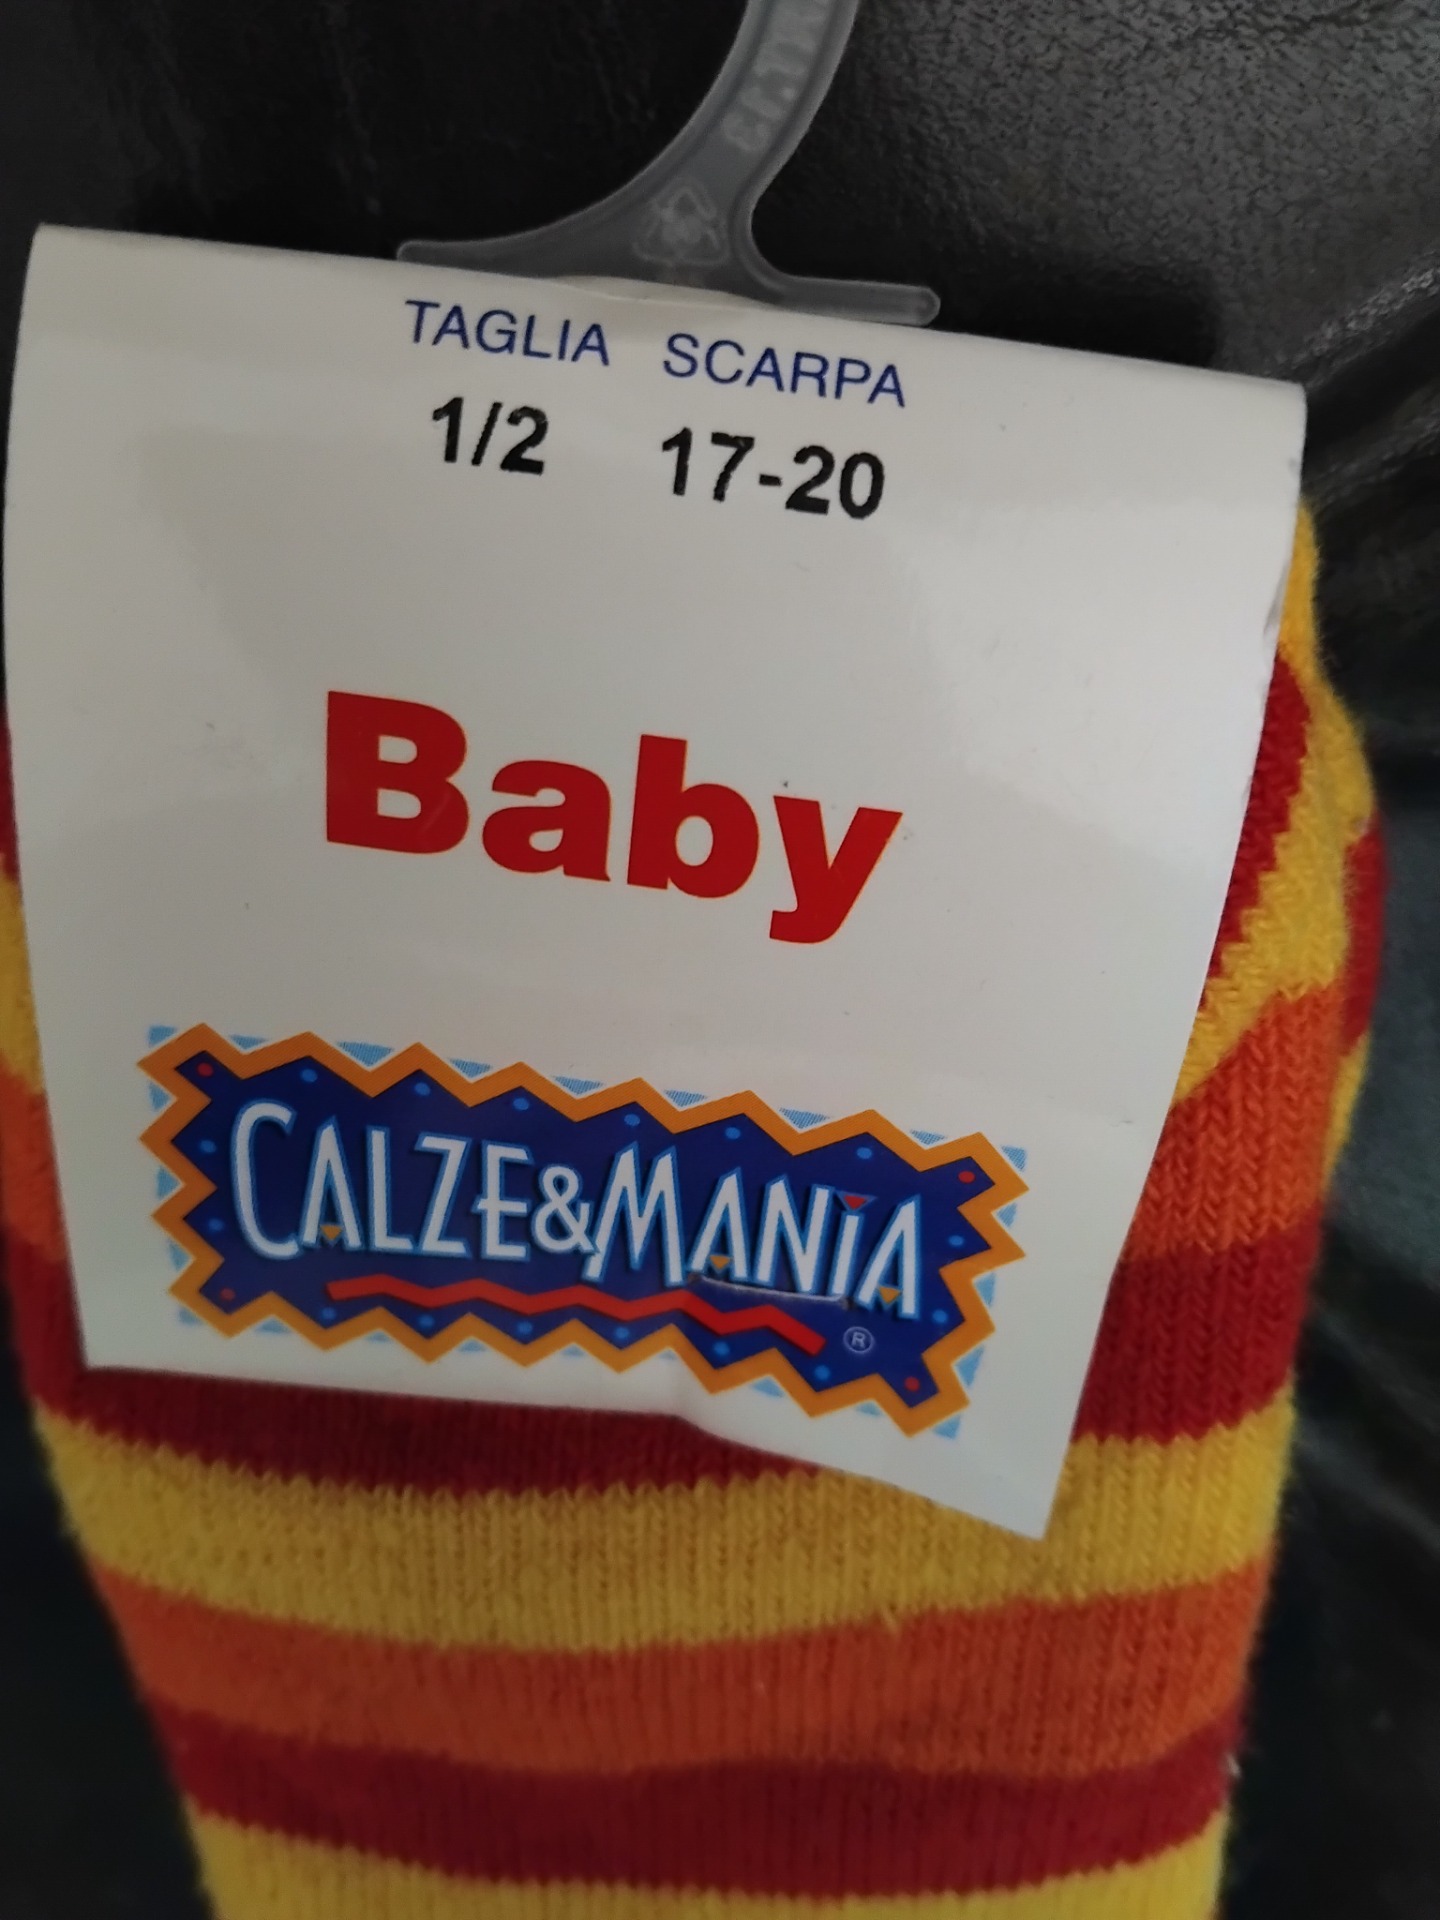 TAGLIA SCARPA
1/2 17-20
Baby
CALZE&MANIA
®